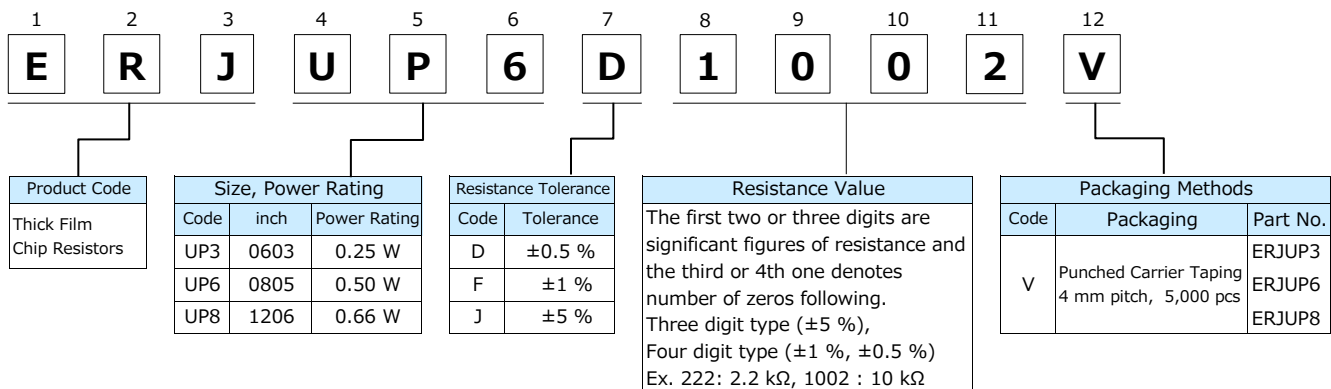 1 2 3 4 5 6 7 8 9 10 11 12
E R J U P 6 D 1 0 0 2 V
Product Code
Thick Film
Chip Resistors
Size, Power Rating
Code inch Power Rating
UP3 0603 0.25 W
UP6 0805 0.50 W
UP8 1206 0.66 W
Resistance Tolerance
Code Tolerance
D ±0.5 %
F ±1 %
J ±5 %
Resistance Value
The first two or three digits are
significant figures of resistance and
the third or 4th one denotes
number of zeros following.
Three digit type (±5 %),
Four digit type (±1 %, ±0.5 %)
Ex. 222: 2.2 kΩ, 1002 : 10 kΩ
Packaging Methods
Code Packaging Part No.
V Punched Carrier Taping
4 mm pitch, 5,000 pcs
ERJUP3
ERJUP6
ERJUP8